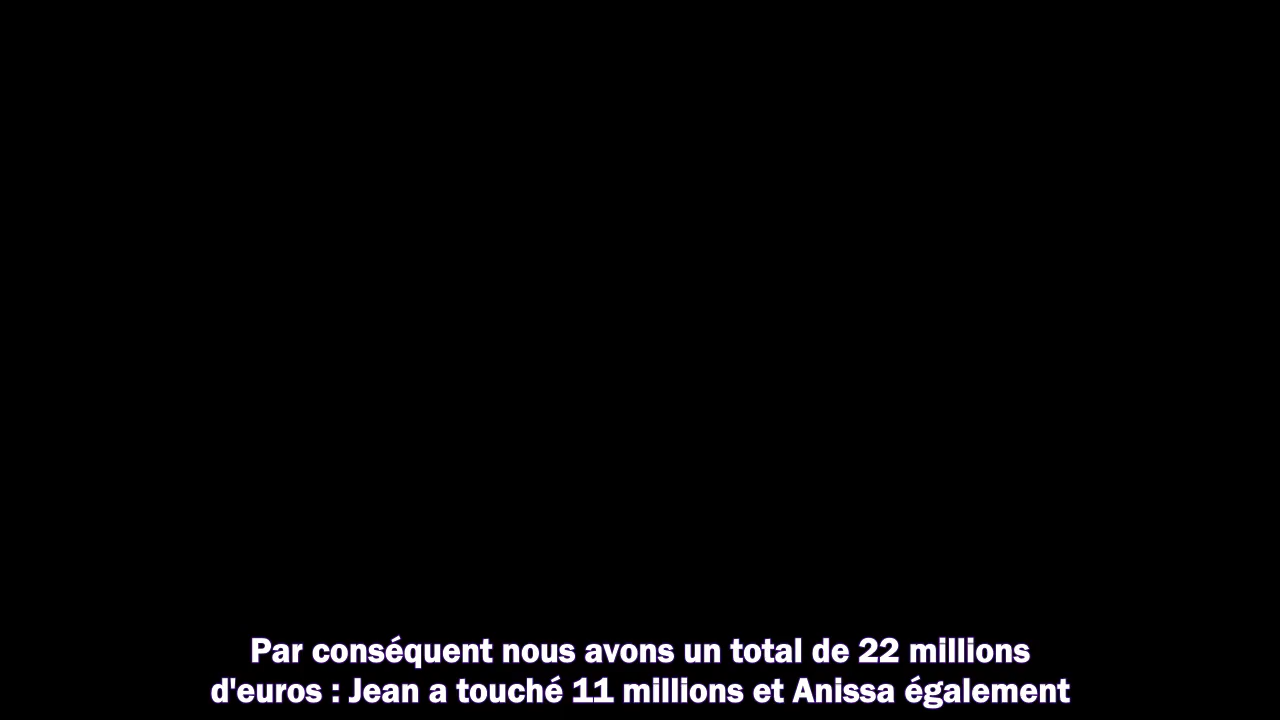 Par conséquent nous avons un total de 22 millions
d'euros : Jean a touché 11 millions et Anissa également